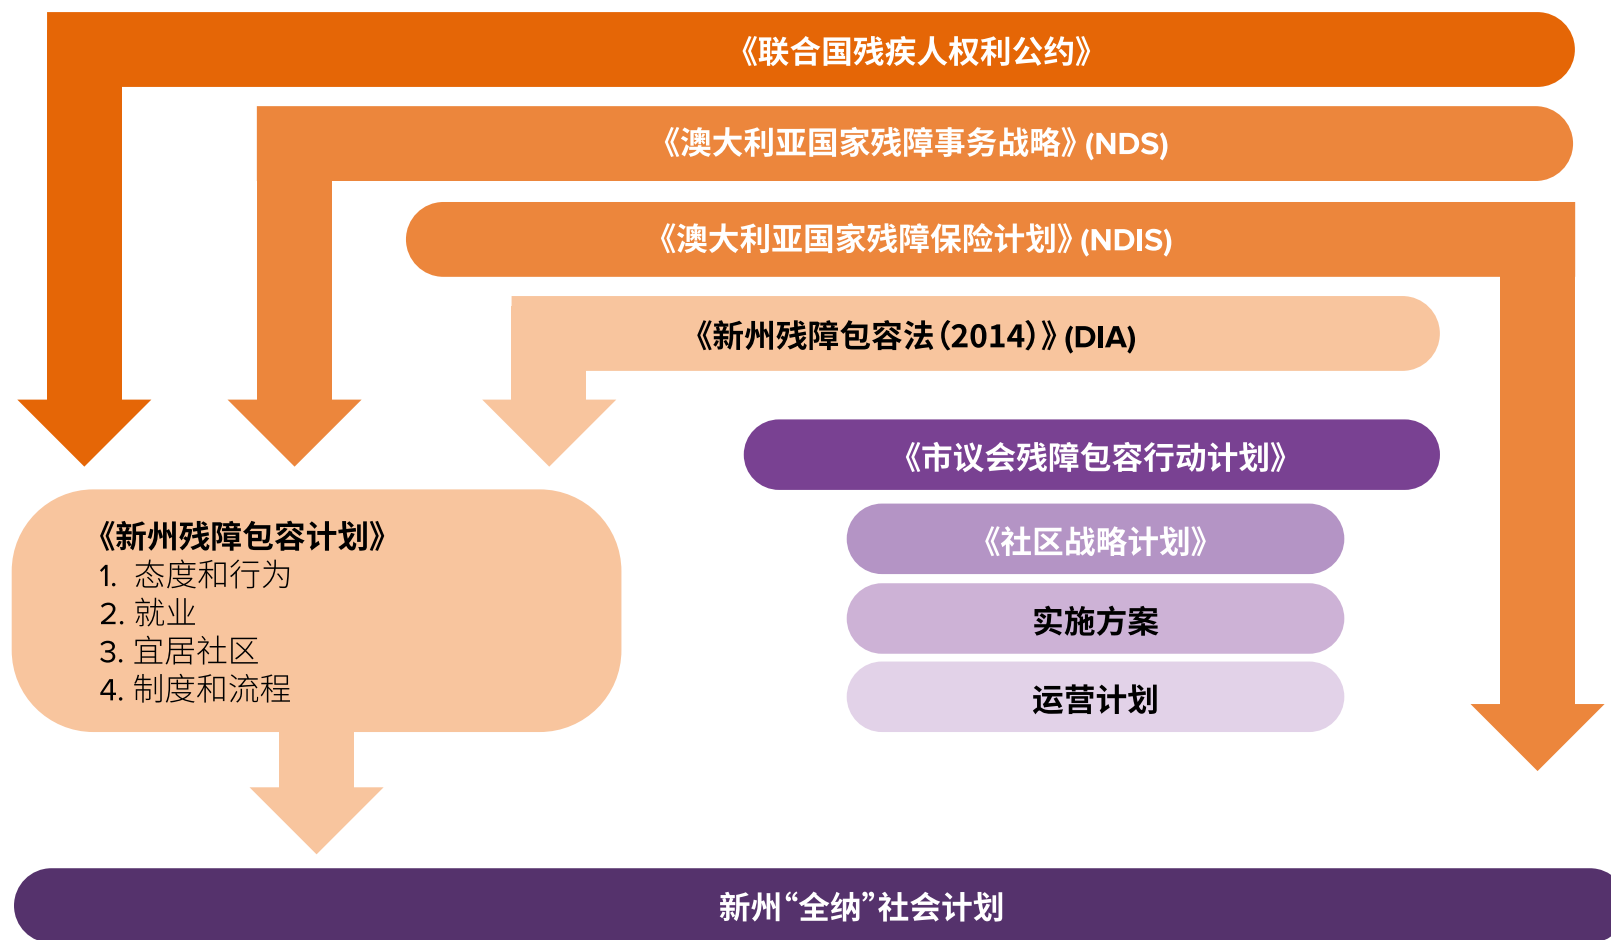 《联合国残疾人权利公约》
《澳大利亚国家残障事务战略》(NDS)
《澳大利亚国家残障保险计划》(NDIS)
《新州残障包容法（2014）》(DIA)
《市议会残障包容行动计划》
《社区战略计划》
实施方案
运营计划
《新州残障包容计划》
1. 态度和行为
2. 就业
3. 宜居社区
4. 制度和流程
新州“全纳”社会计划